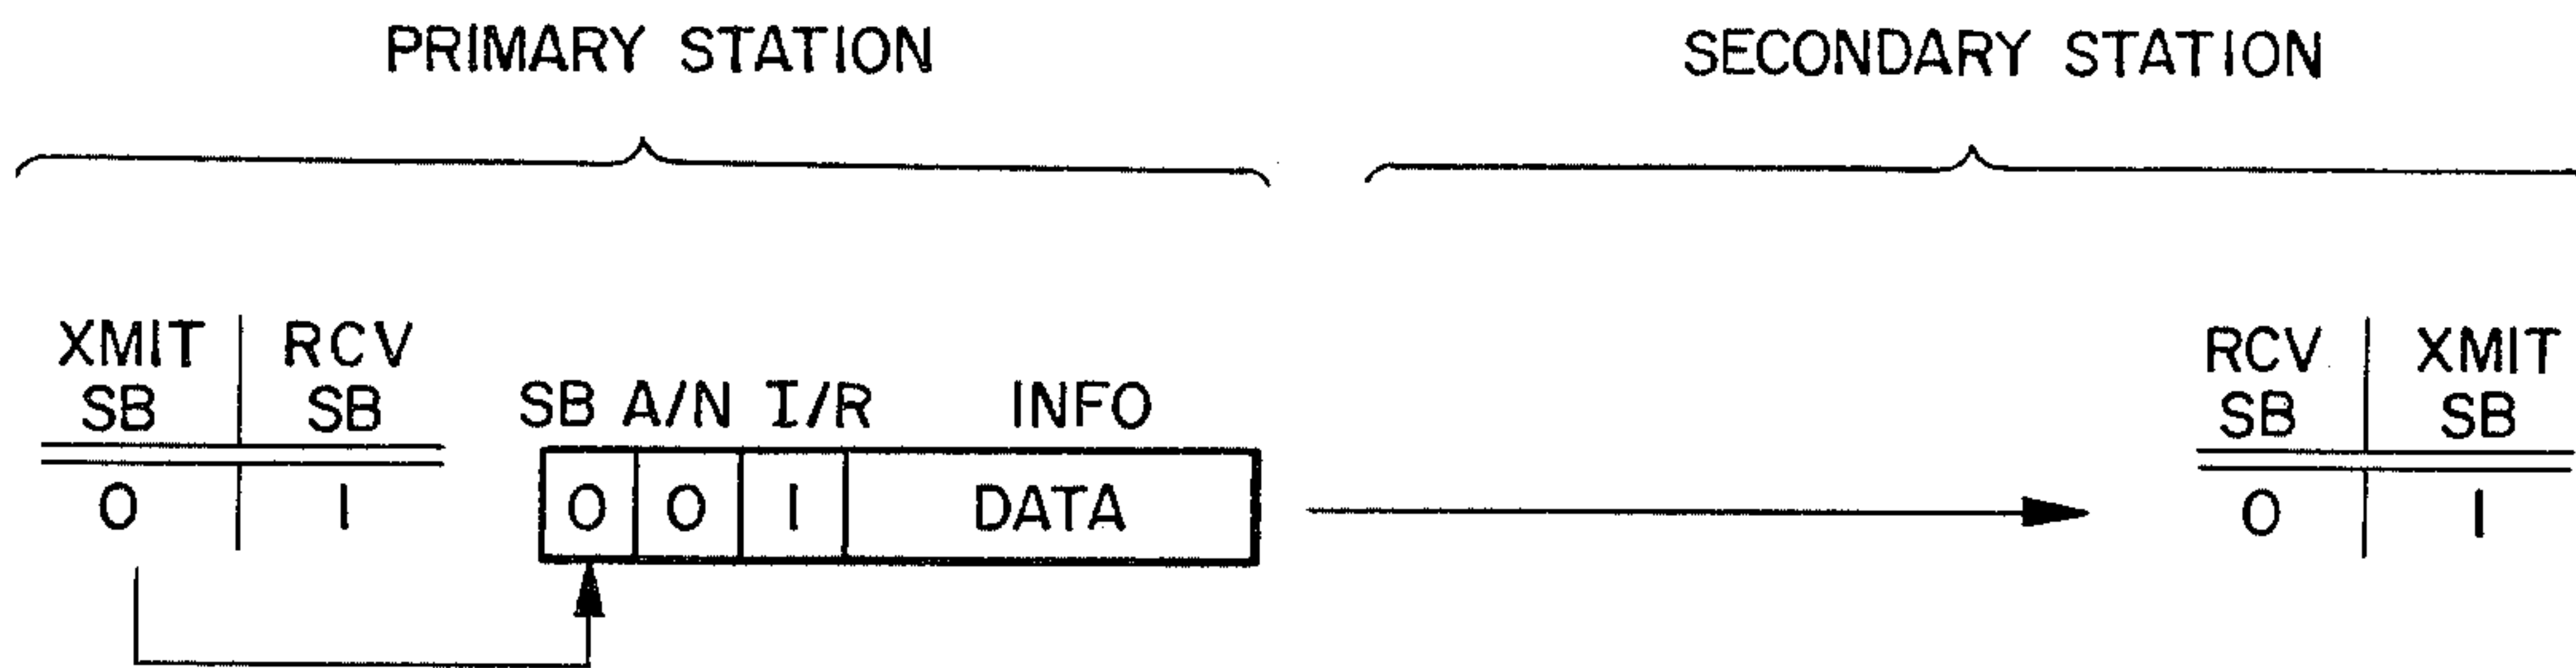 PRIMARY STATION
SECONDARY STATION
XMIT SB
RCV SB
0
1
SB A/N I/R INFO
0 0 1 DATA
RCV SB
XMIT SB
0
1